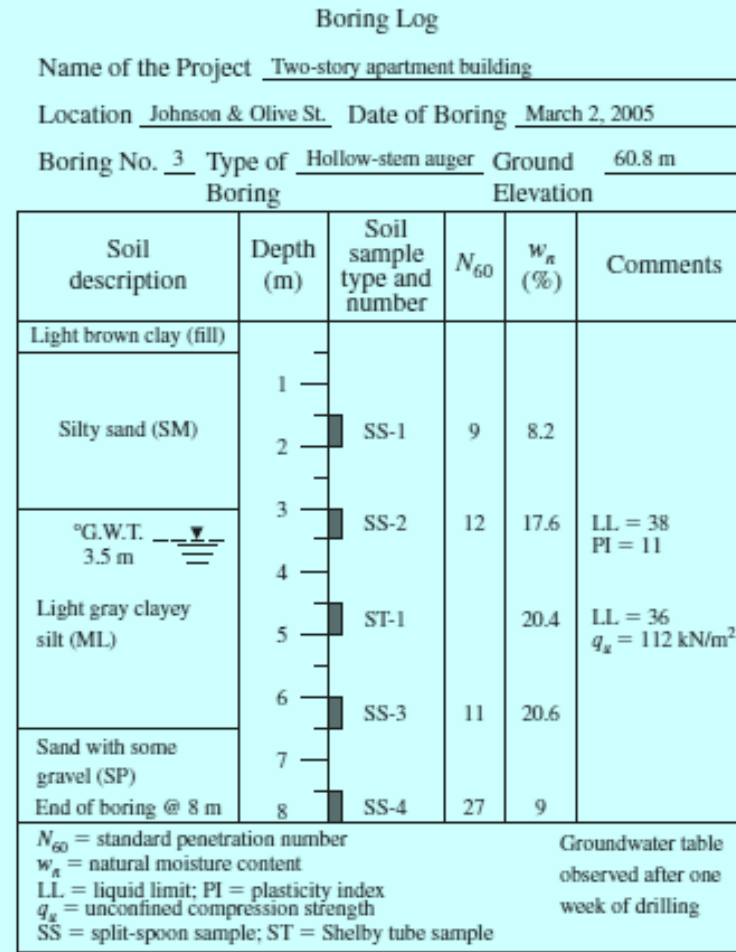 Boring Log
Name of the Project Two-story apartment building
Location Johnson & Olive St. Date of Boring March 2, 2005
Boring No. 3 Type of Boring Hollow-stem auger Ground Elevation 60.8 m
Soil description
Depth (m)
Soil sample type and number
N60
wn (%)
Comments
Light brown clay (fill)
1
Silty sand (SM)
2
SS-1 9 8.2
3
°G.W.T.
3.5 m
SS-2 12 17.6 LL = 38
PI = 11
4
Light gray clayey
silt (ML)
5
ST-1 20.4 LL = 36
qu = 112 kN/m²
6
SS-3 11 20.6
Sand with some
gravel (SP)
7
End of boring @ 8 m
8
SS-4 27 9
N60 = standard penetration number
wn = natural moisture content
LL = liquid limit; PI = plasticity index
qu = unconfined compression strength
SS = split-spoon sample; ST = Shelby tube sample
Groundwater table
observed after one
week of drilling